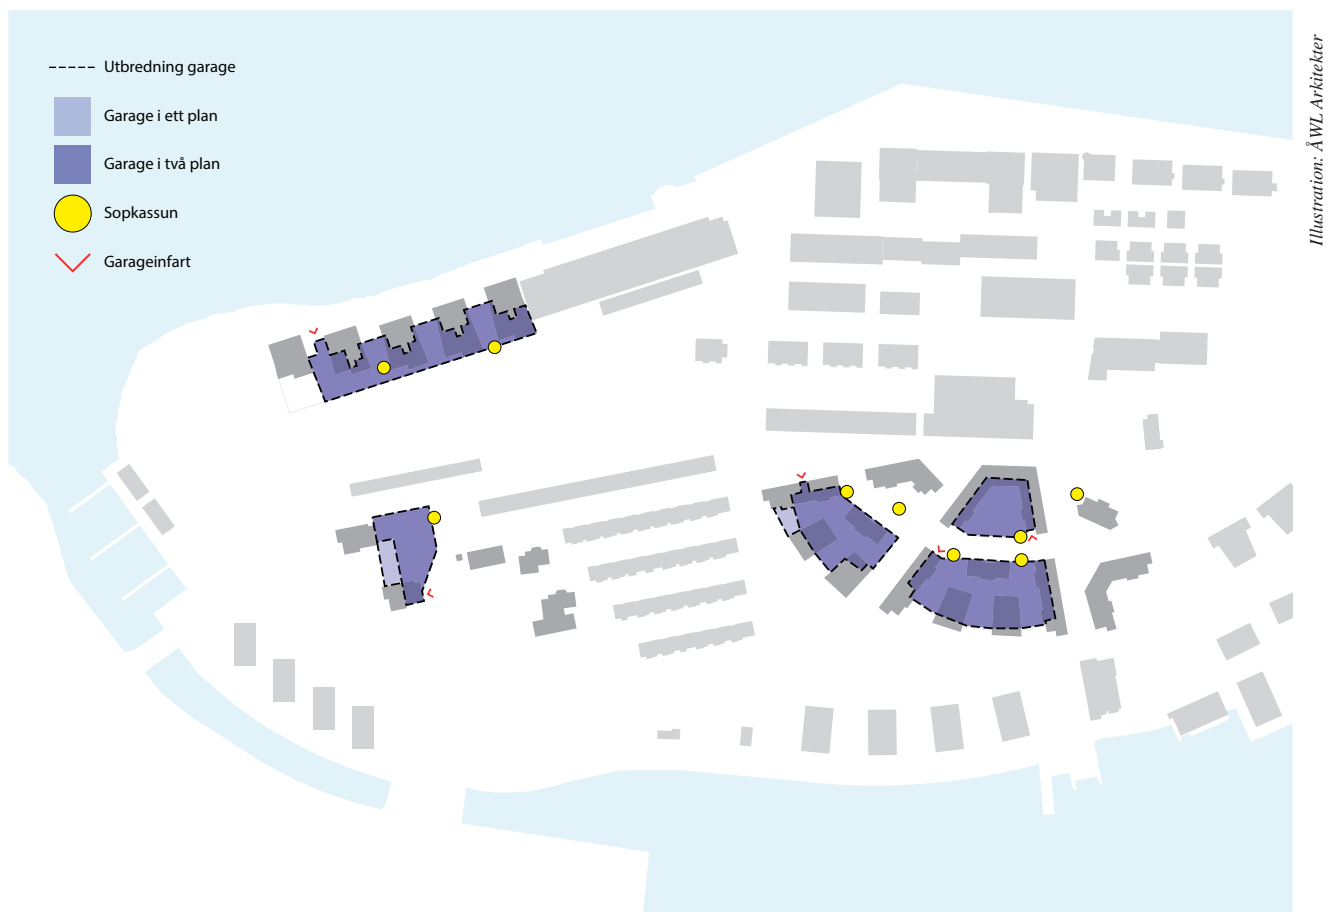 Utbredning garage
Garage i ett plan
Garage i två plan
Sopkassun
Garageinfart
Illustration: ÅWL Arkitekter